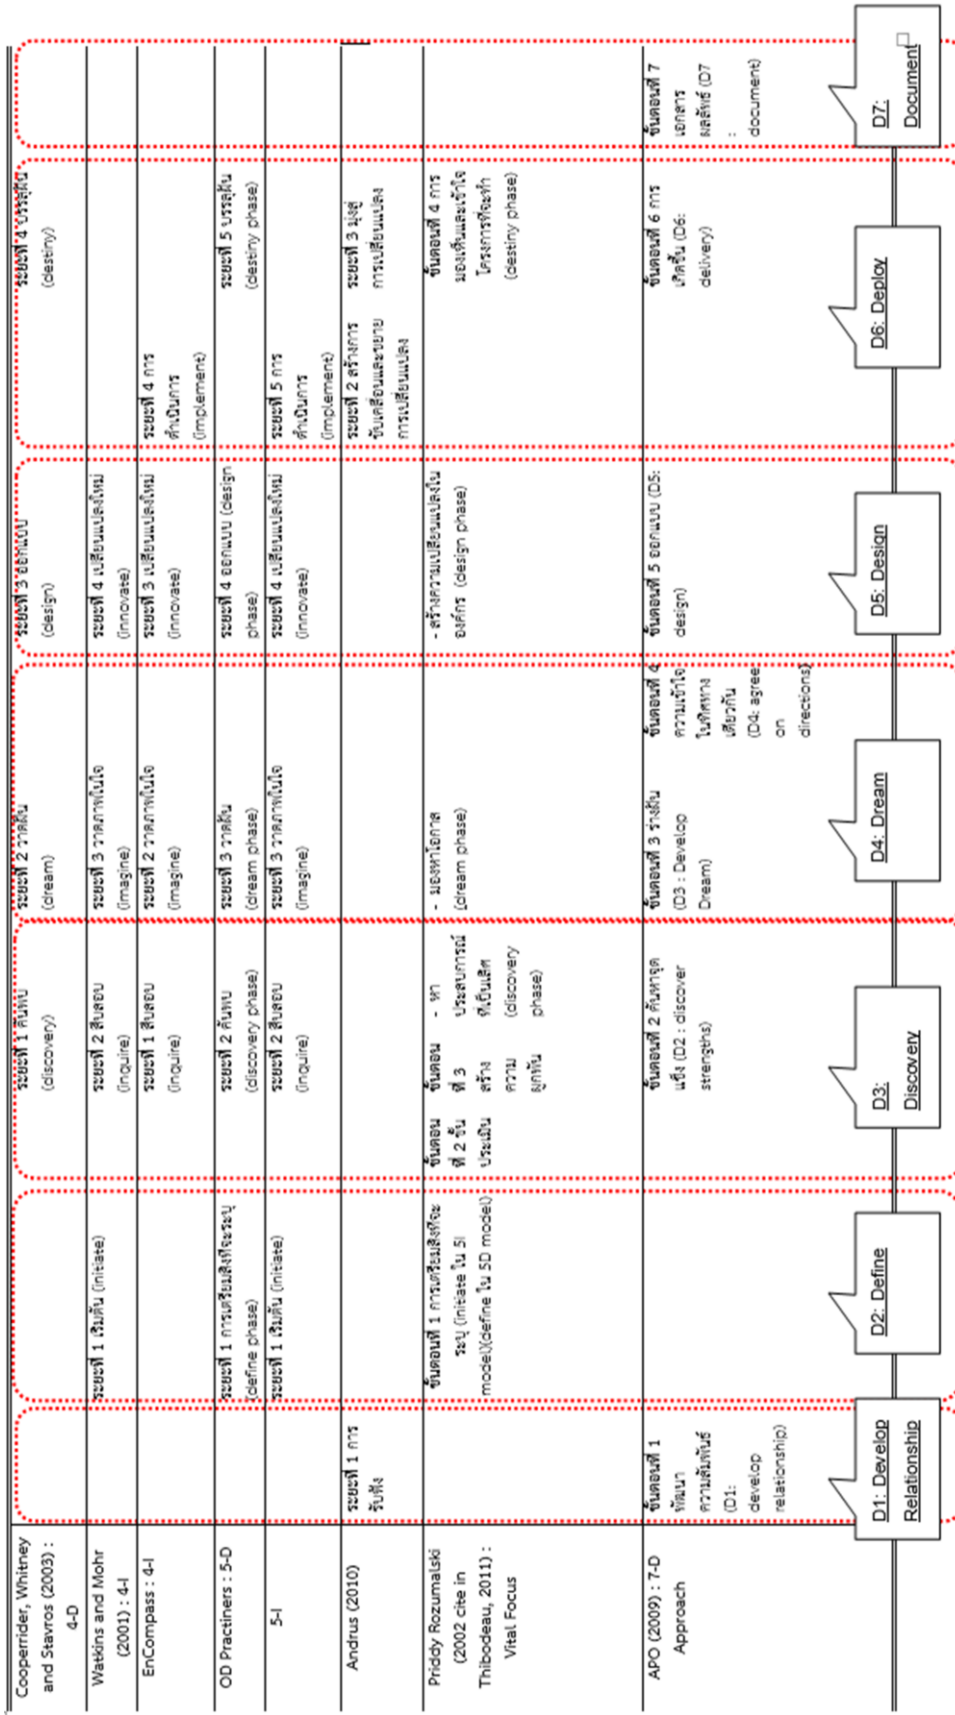 Cooperrider, Whitney
and Stavros (2003) :
4-D
ระยะที่ 1 ค้นพบ
(discovery)
ระยะที่ 2 วาดฝัน
(dream)
ระยะที่ 3 ออกแบบ
(design)
ระยะที่ 4 บรรลุฝัน
(destiny)
Watkins and Mohr
(2001) : 4-I
ระยะที่ 1 เริ่มต้น (initiate)
ระยะที่ 2 สืบสอบ
(inquire)
ระยะที่ 3 วาดภาพในใจ
(imagine)
ระยะที่ 4 เปลี่ยนแปลงใหม่
(innovate)
EnCompass : 4-I
ระยะที่ 1 สืบสอบ
(inquire)
ระยะที่ 2 วาดภาพในใจ
(imagine)
ระยะที่ 3 เปลี่ยนแปลงใหม่
(innovate)
ระยะที่ 4 การ
ดำเนินการ
(implement)
OD Practiners : 5-D
ระยะที่ 1 การเตรียมสิ่งที่จะระบุ
(define phase)
ระยะที่ 2 ค้นพบ
(discovery phase)
ระยะที่ 3 วาดฝัน
(dream phase)
ระยะที่ 4 ออกแบบ (design
phase)
ระยะที่ 5 บรรลุฝัน
(destiny phase)
5-I
ระยะที่ 1 เริ่มต้น (initiate)
ระยะที่ 2 สืบสอบ
(inquire)
ระยะที่ 3 วาดภาพในใจ
(imagine)
ระยะที่ 4 เปลี่ยนแปลงใหม่
(innovate)
ระยะที่ 5 การ
ดำเนินการ
(implement)
Andrus (2010)
ระยะที่ 1 การ
รับฟัง
ระยะที่ 2 สร้างการ
ขับเคลื่อนและขยาย
การเปลี่ยนแปลง
ระยะที่ 3 มุ่งสู่
การเปลี่ยนแปลง
Priddy Rozumalski
(2002 cite in
Thibodeau, 2011) :
Vital Focus
ขั้นตอนที่ 1 การเตรียมสิ่งที่จะ
ระบุ (initiate ใน 5I
model)(define ใน 5D model)
ขั้นตอน
ที่ 2 ขั้น
ประเมิน
ขั้นตอน
ที่ 3
สร้าง
ความ
ผูกพัน
- หา
ประสบการณ์
ที่เป็นเลิศ
(discovery
phase)
- มองหาโอกาส
(dream phase)
- สร้างความเปลี่ยนแปลงใน
องค์กร (design phase)
ขั้นตอนที่ 4 การ
มองเห็นและเข้าใจ
โครงการที่จะทำ
(destiny phase)
APO (2009) : 7-D
Approach
ขั้นตอนที่ 1
พัฒนา
ความสัมพันธ์
(D1:
develop
relationship)
ขั้นตอนที่ 2 ค้นหาจุด
แข็ง (D2 : discover
strengths)
ขั้นตอนที่ 3 ร่างฝัน
(D3 : Develop
Dream)
ขั้นตอนที่ 4
ความเข้าใจ
ในทิศทาง
เดียวกัน
(D4: agree
on
directions)
ขั้นตอนที่ 5 ออกแบบ (D5:
design)
ขั้นตอนที่ 6 การ
เกิดขึ้น (D6:
delivery)
ขั้นตอนที่ 7
เอกสาร
ผลลัพธ์ (D7
:
document)
D1: Develop
Relationship
D2: Define
D3:
Discovery
D4: Dream
D5: Design
D6: Deploy
D7:
Document